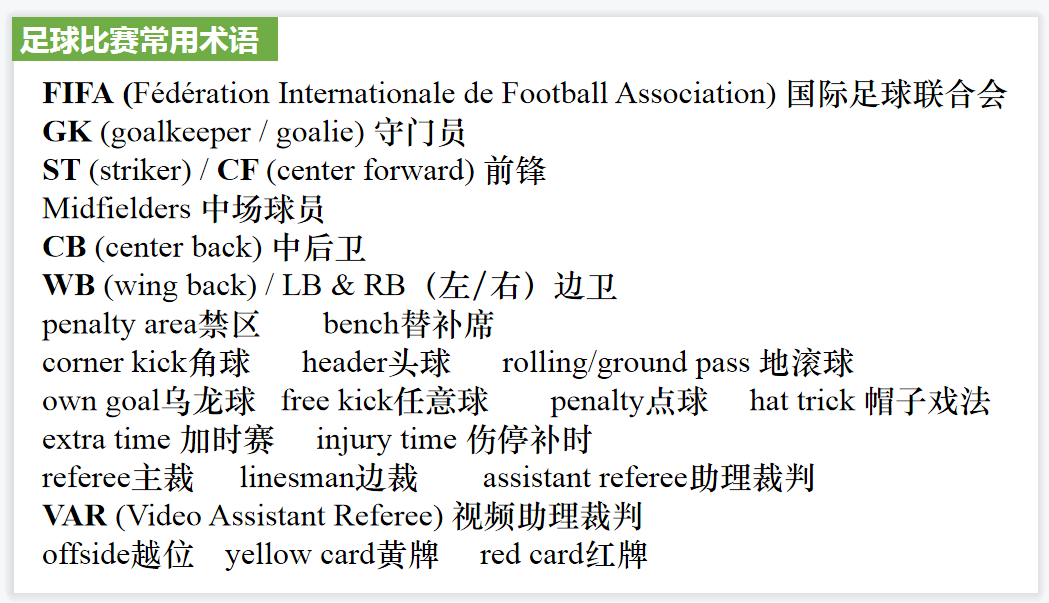 足球比赛常用术语
FIFA (Fédération Internationale de Football Association) 国际足球联合会
GK (goalkeeper / goalie) 守门员
ST (striker) / CF (center forward) 前锋
Midfielders 中场球员
CB (center back) 中后卫
WB (wing back) / LB & RB（左/右）边卫
penalty area禁区 bench替补席
corner kick角球 header头球 rolling/ground pass 地滚球
own goal乌龙球 free kick任意球 penalty点球 hat trick 帽子戏法
extra time 加时赛 injury time 伤停补时
referee主裁 linesman边裁 assistant referee助理裁判
VAR (Video Assistant Referee) 视频助理裁判
offside越位 yellow card黄牌 red card红牌